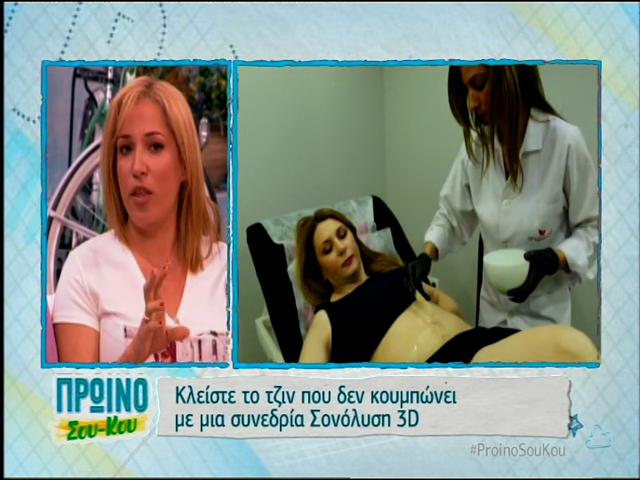 ΠΡΩΙΝΟ
Σου-Κου
Κλείστε το τζιν που δεν κουμπώνει
με μια συνεδρία Σονόλυση 3D
#ProinoSouKou